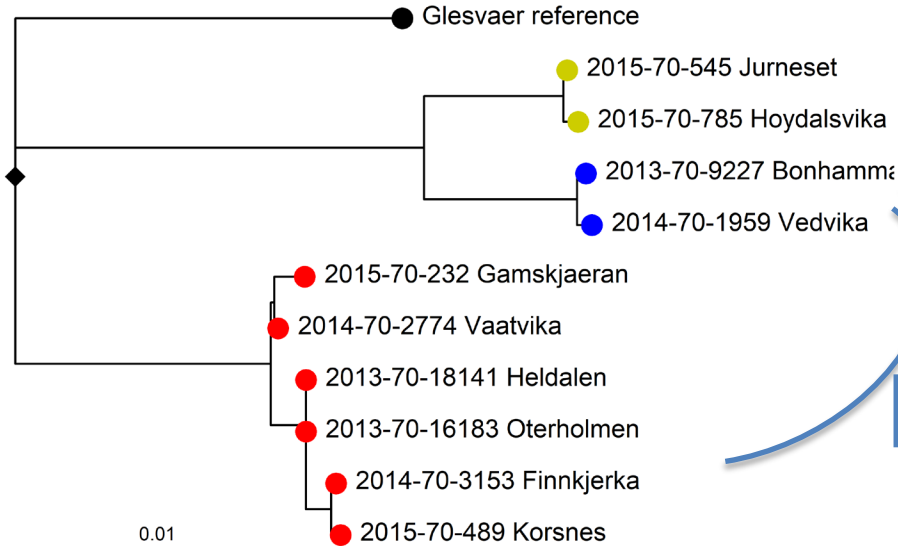 Glesvaer reference
2015-70-545 Jurneset
2015-70-785 Hoydalsvika
2013-70-9227 Bonhamma
2014-70-1959 Vedvika
2015-70-232 Gamskjaeran
2014-70-2774 Vaatvika
2013-70-18141 Heldalen
2013-70-16183 Oterholmen
2014-70-3153 Finnkjerka
2015-70-489 Korsnes
0.01